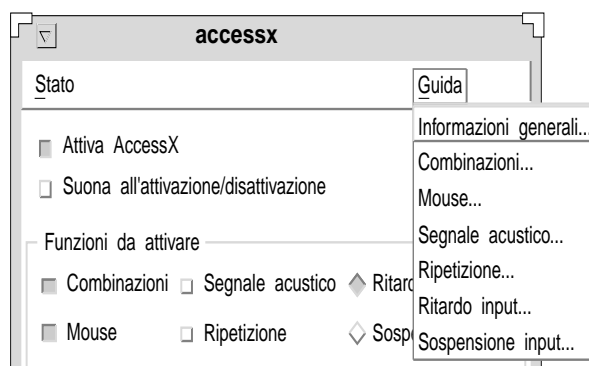 accessx
Stato Guida
Informazioni generali...
Attiva AccessX
Combinazioni...
Suona all'attivazione/disattivazione
Mouse...
Funzioni da attivare
Segnale acustico...
Combinazioni Segnale acustico
Ripetizione...
Mouse Ripetizione
Ritardo input...
Sospensione input...